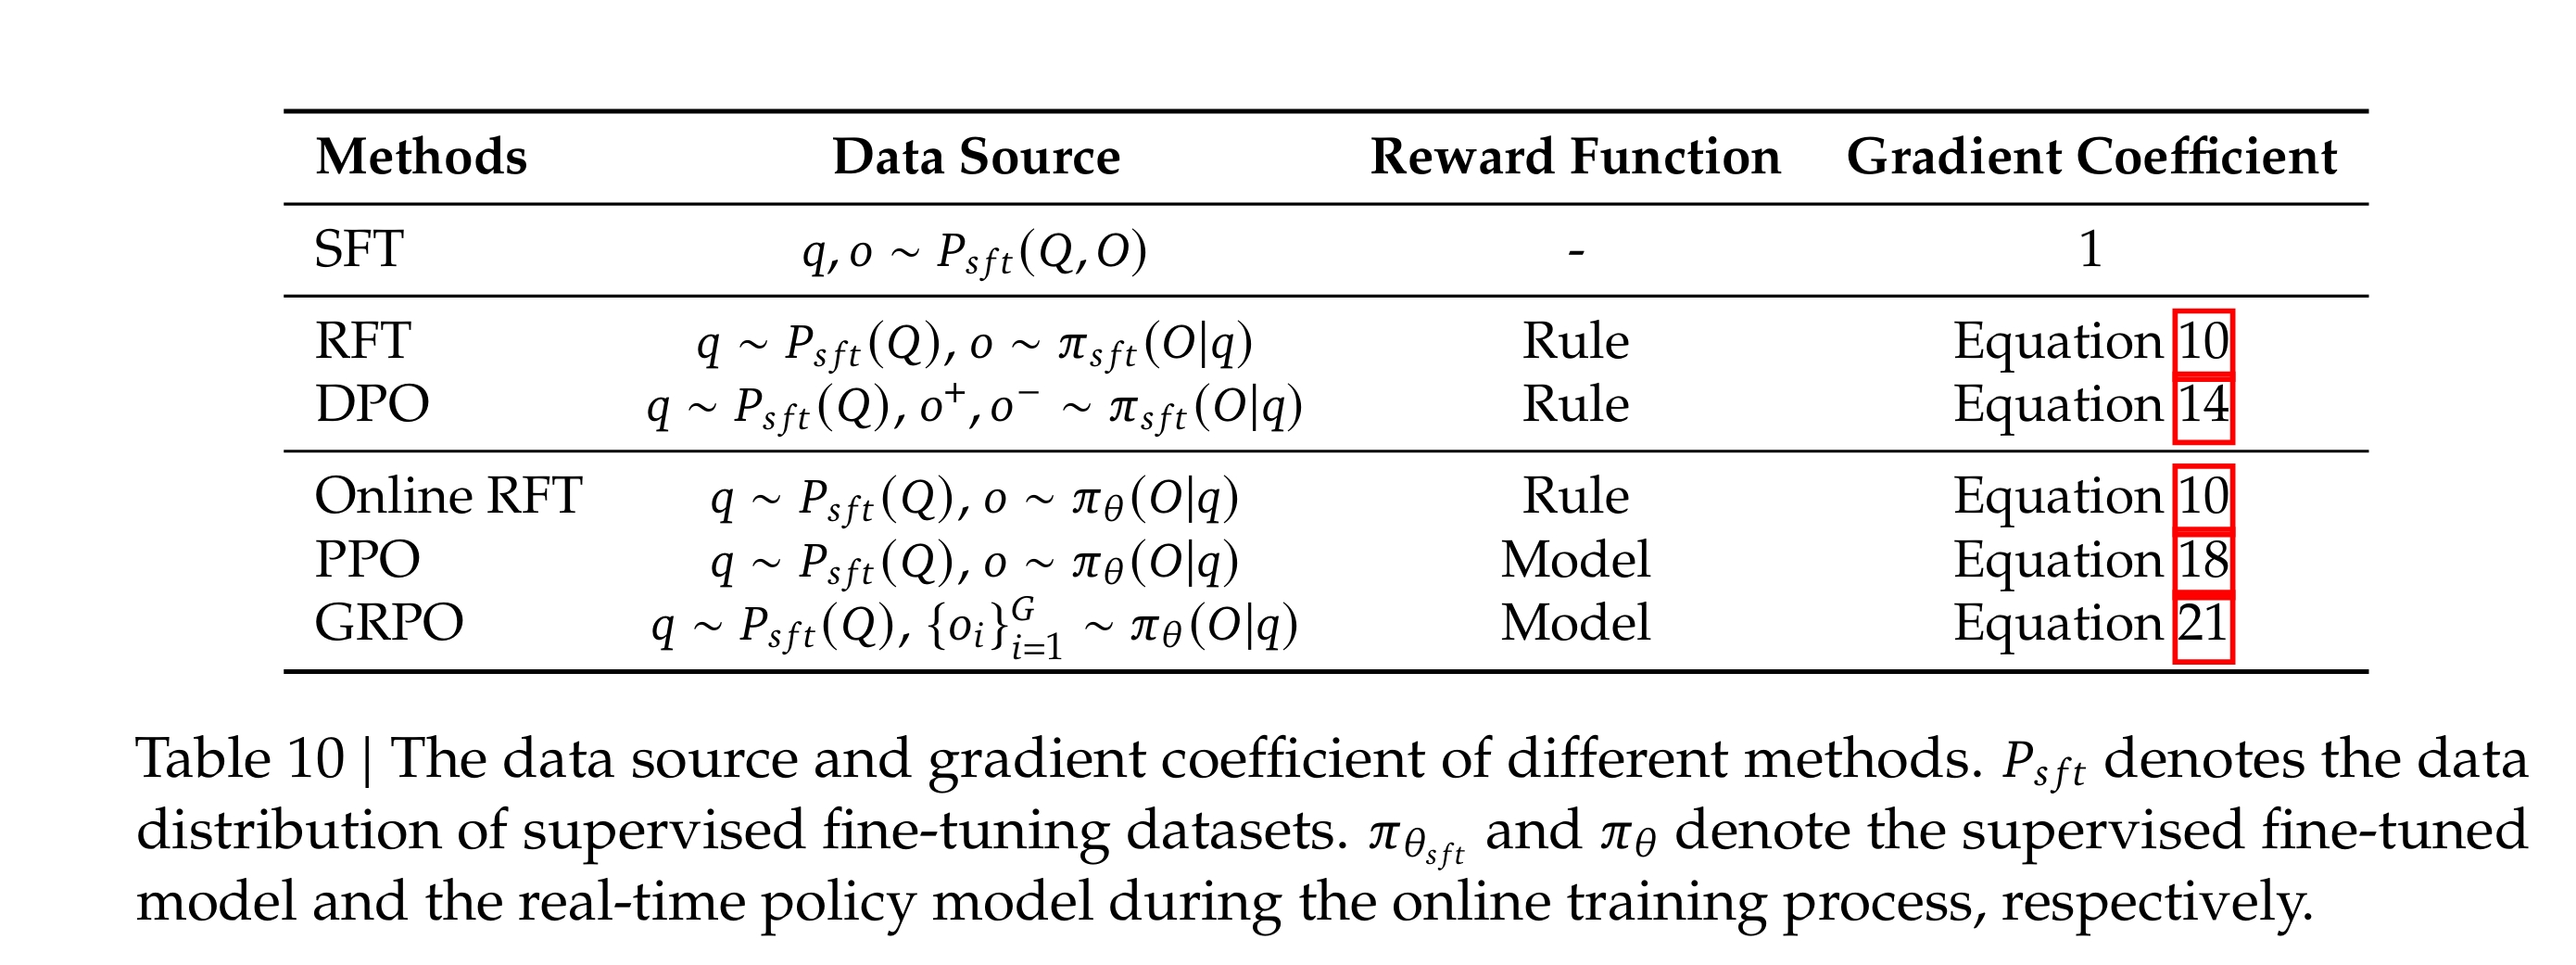 Methods Data Source Reward Function Gradient Coefficient
SFT q, o ~ P_sft(Q, O) - 1
RFT q ~ P_sft(Q), o ~ π_sft(O|q) Rule Equation 10
DPO q ~ P_sft(Q), o⁺, o⁻ ~ π_sft(O|q) Rule Equation 14
Online RFT q ~ P_sft(Q), o ~ π_θ(O|q) Rule Equation 10
PPO q ~ P_sft(Q), o ~ π_θ(O|q) Model Equation 18
GRPO q ~ P_sft(Q), {o_i}_{i=1}^G ~ π_θ(O|q) Model Equation 21
Table 10 | The data source and gradient coefficient of different methods. P_sft denotes the data
distribution of supervised fine-tuning datasets. π_{θ_sft} and π_θ denote the supervised fine-tuned
model and the real-time policy model during the online training process, respectively.